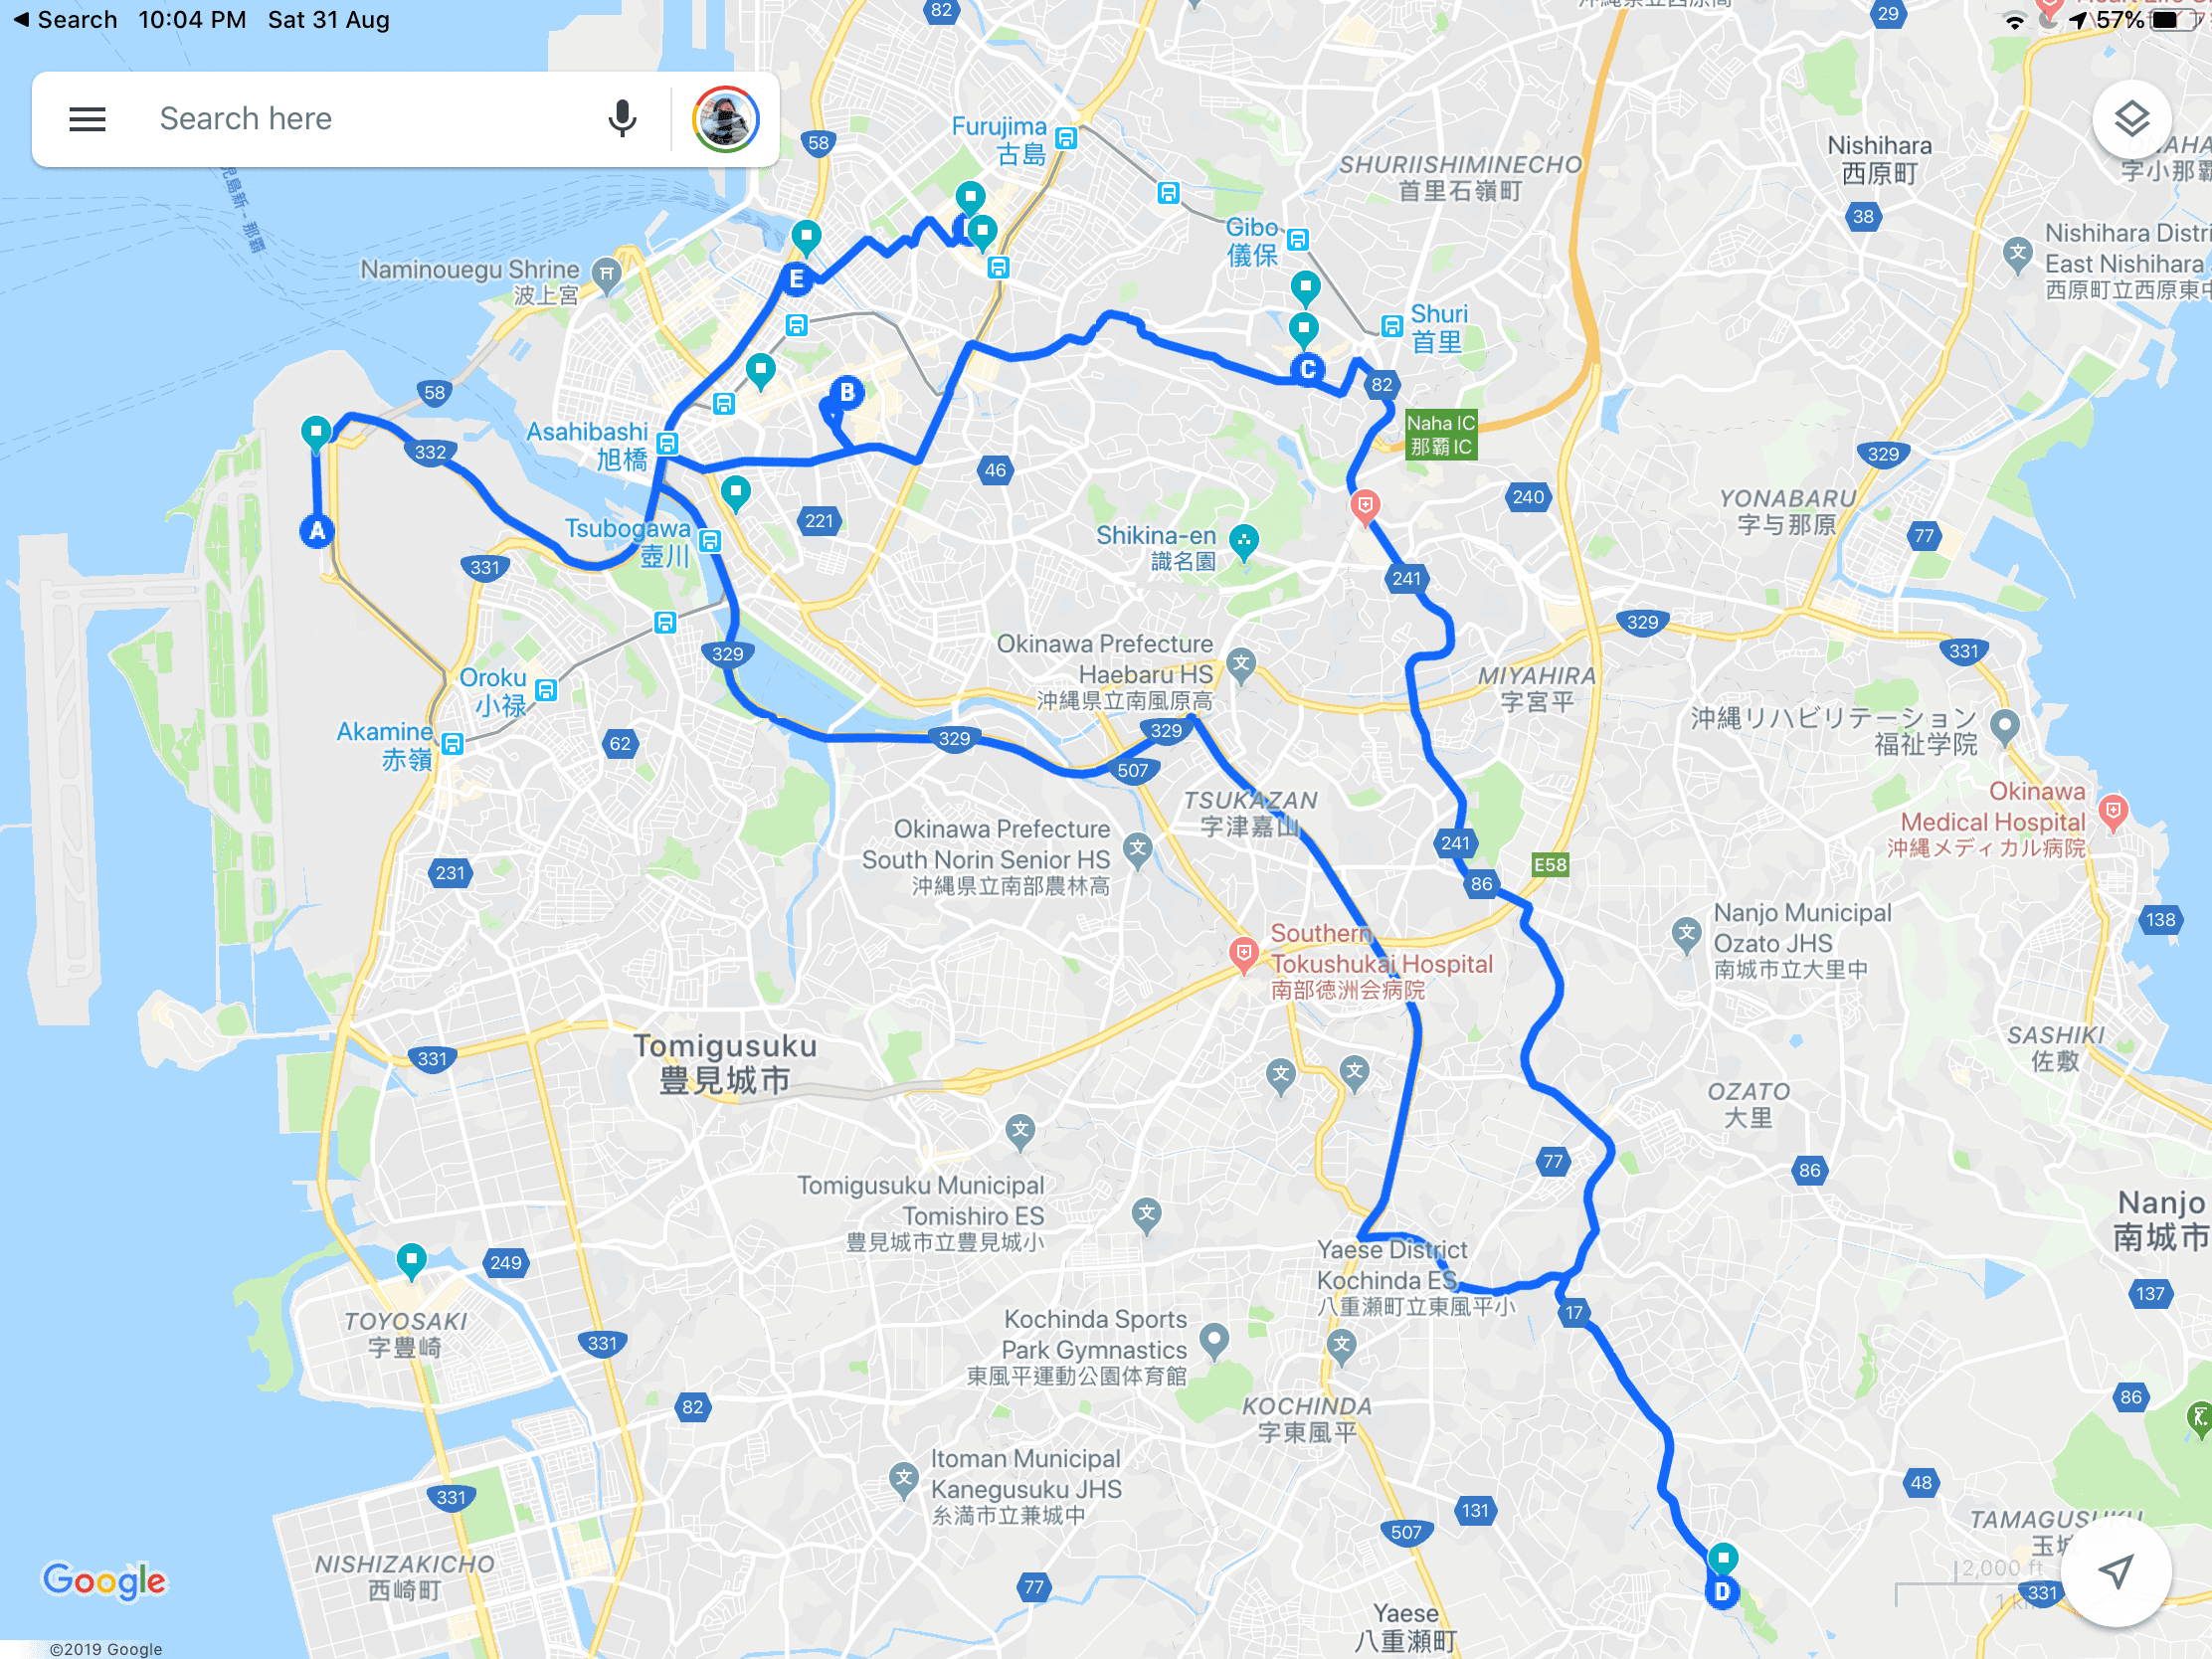 Search 10:04 PM Sat 31 Aug
57%
Search here
82
29
58
Furujima
古島
SHURIISHIMINECHO
首里石嶺町
Nishihara
西原町
字小那覇
38
Gibo
儀保
Nishihara Distri
East Nishihara
西原町立西原東中
Naminouegu Shrine
波上宮
E
Shuri
首里
C
82
58
B
Naha IC
那覇IC
Asahibashi
旭橋
332
46
329
A
221
240
YONABARU
字与那原
77
Tsubogawa
壺川
Shikina-en
識名園
331
241
329
331
Okinawa Prefecture
Haebaru HS
沖縄県立南風原高
329
MIYAHIRA
字宮平
Oroku
小禄
Akamine
赤嶺
62
329
329
507
沖縄リハビリテーション
福祉学院
TSUKAZAN
字津嘉山
Okinawa
Medical Hospital
沖縄メディカル病院
Okinawa Prefecture
South Norin Senior HS
沖縄県立南部農林高
241
231
E58
86
Nanjo Municipal
Ozato JHS
南城市立大里中
138
Southern
Tokushukai Hospital
南部徳洲会病院
Tomigusuku
豊見城市
331
SASHIKI
佐敷
OZATO
大里
77
86
Tomigusuku Municipal
Tomishiro ES
豊見城市立豊見城小
Nanjo
南城市
249
Yaese District
Kochinda ES
八重瀬町立東風平小
137
TOYOSAKI
字豊崎
331
17
Kochinda Sports
Park Gymnastics
東風平運動公園体育館
82
86
KOCHINDA
字東風平
Itoman Municipal
Kanegusuku JHS
糸満市立兼城中
331
131
507
48
TAMAGUSUKU
NISHIZAKICHO
西崎町
2,000 ft
D
331
77
Yaese
八重瀬町
Google
©2019 Google